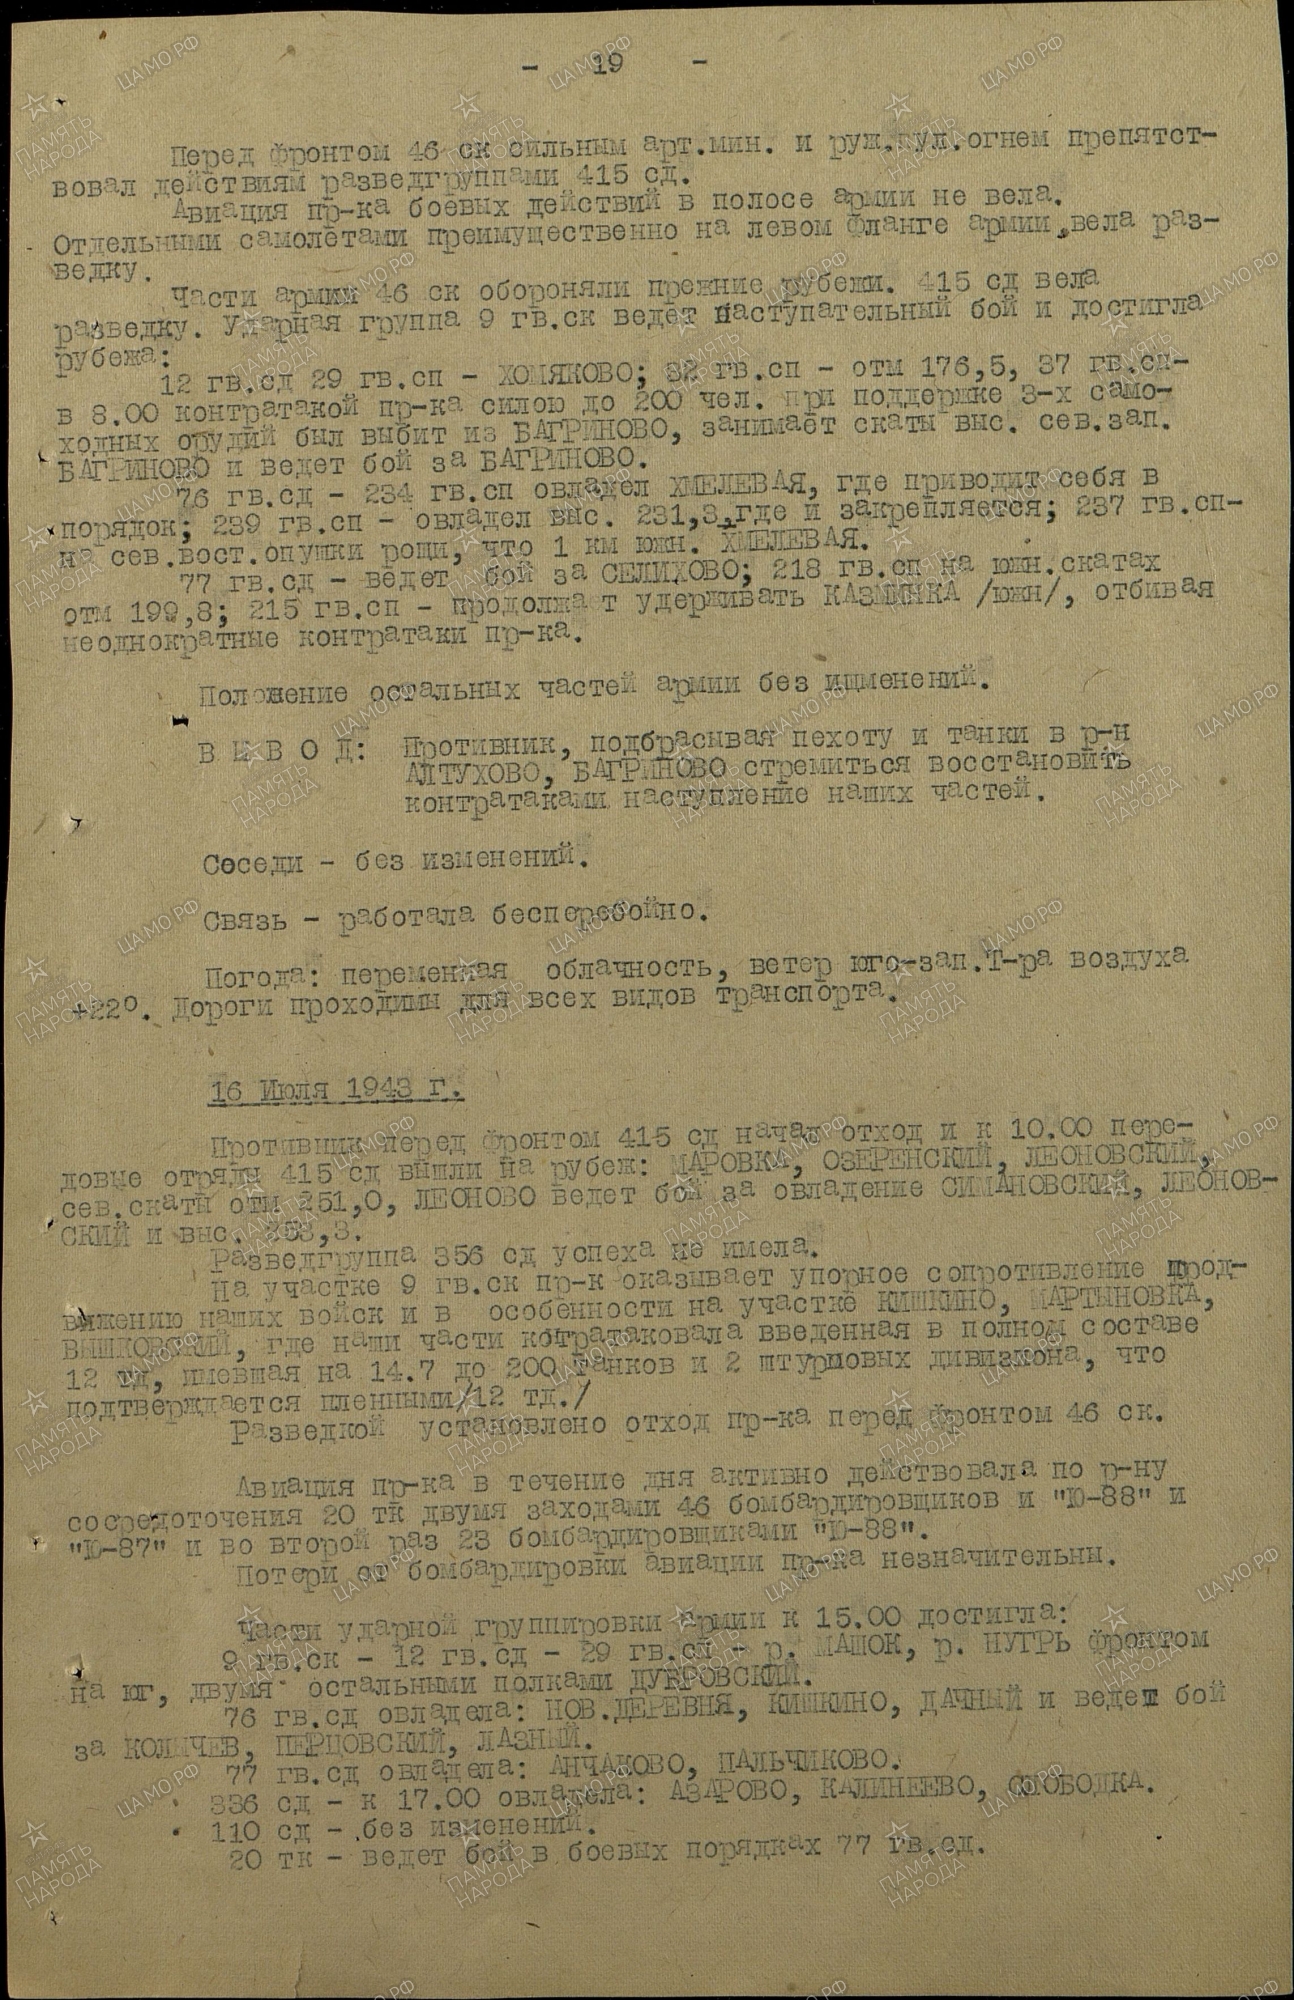 - 19 -
Перед фронтом 46 ск сильным арт.мин. и руж.пул.огнем препятст-
вовал действиям разведгруппами 415 сд.
Авиация пр-ка боевых действий в полосе армии не вела.
Отдельными самолетами преимущественно на левом фланге армии,вела раз-
ведку.
Части армии 46 ск обороняли прежние рубежи. 415 сд вела
разведку. Ударная группа 9 гв.ск ведет наступательный бой и достигла
рубежа:
12 гв.сд 29 гв.сп - ХОМЯКОВО; 32 гв.сп - отм 176,5, 37 гв.сп-
в 8.00 контратакой пр-ка силою до 200 чел. при поддержке 3-х само-
ходных орудий был выбит из БАГРИНОВО, занимает скаты выс. сев.зап.
БАГРИНОВО и ведет бой за БАГРИНОВО.
76 гв.сд - 234 гв.сп овладел ХМЕЛЕВАЯ, где приводит себя в
порядок; 239 гв.сп - овладел выс. 231,3,где и закрепляется; 237 гв.сп-
на сев.вост.опушки рощи, что 1 км южн. ХМЕЛЕВАЯ.
77 гв.сд - ведет бой за СЕЛИХОВО; 218 гв.сп на южн.скатах
отм 199,8; 215 гв.сп - продолжает удерживать КАЗМИНКА /южн/, отбивая
неоднократные контратаки пр-ка.
Положение остальных частей армии без ищменений.
В Ы В О Д: Противник, подбрасывая пехоту и танки в р-н
АЛТУХОВО, БАГРИНОВО стремиться восстановить
контратаками наступление наших частей.
Соседи - без изменений.
Связь - работала бесперебойно.
Погода: переменная облачность, ветер юго-зап.Т-ра воздуха
+22°. Дороги проходимы для всех видов транспорта.
16 Июля 1943 г.
Противник перед фронтом 415 сд начал отход и к 10.00 пере-
довые отряды 415 сд вышли на рубеж: МАРОВКА, ОЗЕРЕНСКИЙ, ЛЕОНОВСКИЙ,
сев.скаты отм 251,0, ЛЕОНОВО ведет бой за овладение СИМАНОВСКИЙ, ЛЕОНОВ-
СКИЙ и выс. 253,3.
Разведгруппа 356 сд успеха не имела.
На участке 9 гв.ск пр-к оказывает упорное сопротивление прод-
вижению наших войск и в особенности на участке КИШКИНО, МАРТЫНОВКА,
ВЫШКОВСКИЙ, где наши части котратаковала введенная в полном составе
12 тд, имевшая на 14.7 до 200 танков и 2 штурмовых дивизиона, что
подтверждается пленными/12 тд./
Разведкой установлено отход пр-ка перед фронтом 46 ск.
Авиация пр-ка в течение дня активно действовала по р-ну
сосредоточения 20 тк двумя заходами 46 бомбардировщиков и "Ю-88" и
"Ю-87" и во второй раз 23 бомбардировщиками "Ю-88".
Потери от бомбардировки авиации пр-ка незначительны.
Части ударной группировки армии к 15.00 достигла:
9 гв.ск - 12 гв.сд - 29 гв.сп - р. МАШОК, р. НУГРЬ фронтом
на юг, двумя остальными полками ДУБРОВСКИЙ.
76 гв.сд овладела: НОВ.ДЕРЕВНЯ, КИШКИНО, ДАЧНЫЙ и ведет бой
за КОЛЫЧЕВ, ПЕРЦОВСКИЙ, ЛАЗНЫЙ.
77 гв.сд овладела: АНЧАКОВО, ПАЛЬЧИКОВО.
336 сд - к 17.00 овладела: АЗАРОВО, КАЛИНЕЕВО, СЛОБОДКА.
110 сд - без изменений.
20 тк - ведет бой в боевых порядках 77 гв.сд.